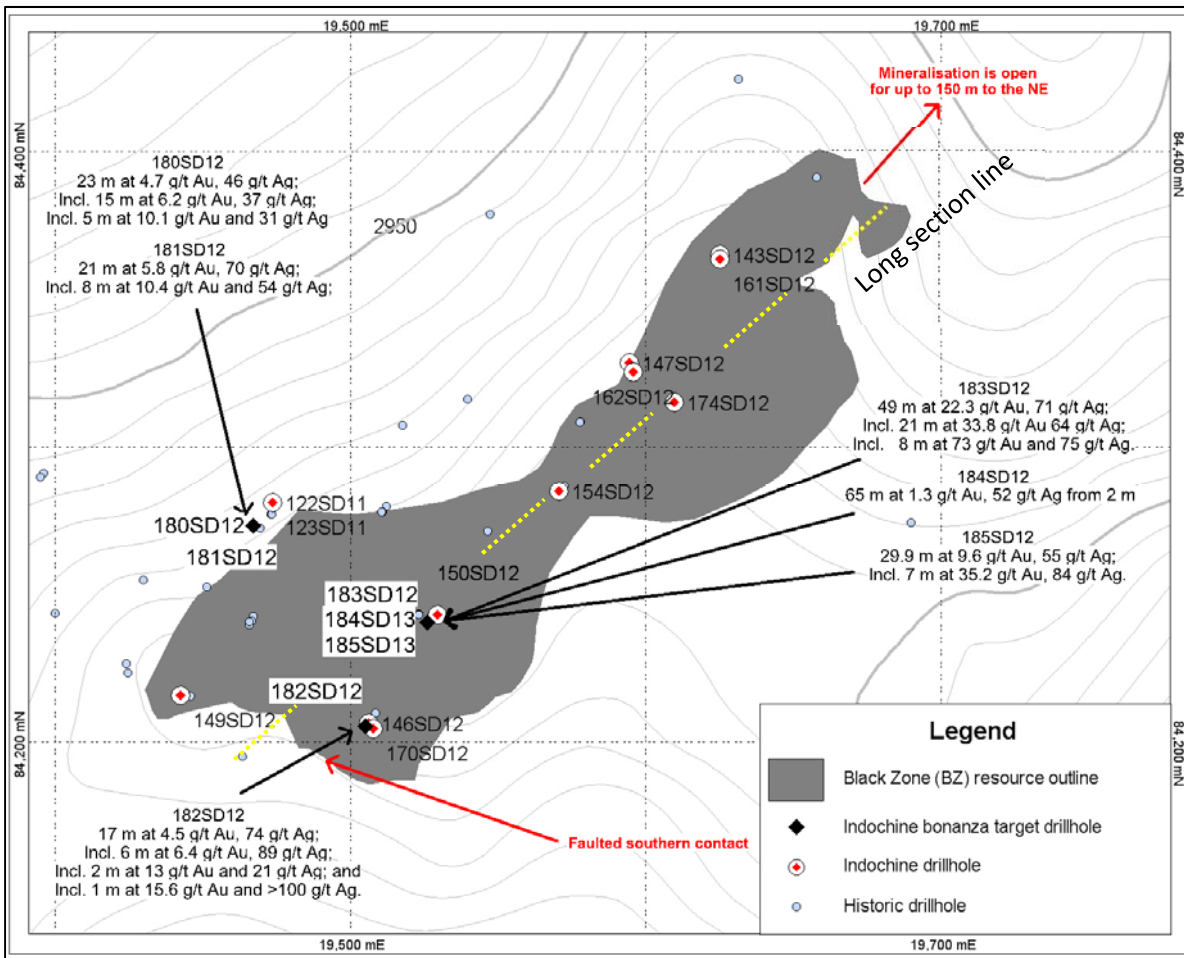 19,500 mE
19,700 mE
Mineralisation is open
for up to 150 m to the NE
84,400 mN
84,400 mN
180SD12
23 m at 4.7 g/t Au, 46 g/t Ag;
Incl. 15 m at 6.2 g/t Au, 37 g/t Ag;
Incl. 5 m at 10.1 g/t Au and 31 g/t Ag
181SD12
21 m at 5.8 g/t Au, 70 g/t Ag;
Incl. 8 m at 10.4 g/t Au and 54 g/t Ag;
2950
Long section line
143SD12
161SD12
147SD12
162SD12
174SD12
183SD12
49 m at 22.3 g/t Au, 71 g/t Ag;
Incl. 21 m at 33.8 g/t Au 64 g/t Ag;
Incl. 8 m at 73 g/t Au and 75 g/t Ag.
184SD12
65 m at 1.3 g/t Au, 52 g/t Ag from 2 m
185SD12
29.9 m at 9.6 g/t Au, 55 g/t Ag;
Incl. 7 m at 35.2 g/t Au, 84 g/t Ag.
154SD12
122SD11
123SD11
180SD12
181SD12
150SD12
183SD12
184SD13
185SD13
182SD12
149SD12
146SD12
170SD12
84,200 mN
84,200 mN
182SD12
17 m at 4.5 g/t Au, 74 g/t Ag;
Incl. 6 m at 6.4 g/t Au, 89 g/t Ag;
Incl. 2 m at 13 g/t Au and 21 g/t Ag; and
Incl. 1 m at 15.6 g/t Au and >100 g/t Ag.
Faulted southern contact
Legend
Black Zone (BZ) resource outline
Indochine bonanza target drillhole
Indochine drillhole
Historic drillhole
19,500 mE
19,700 mE